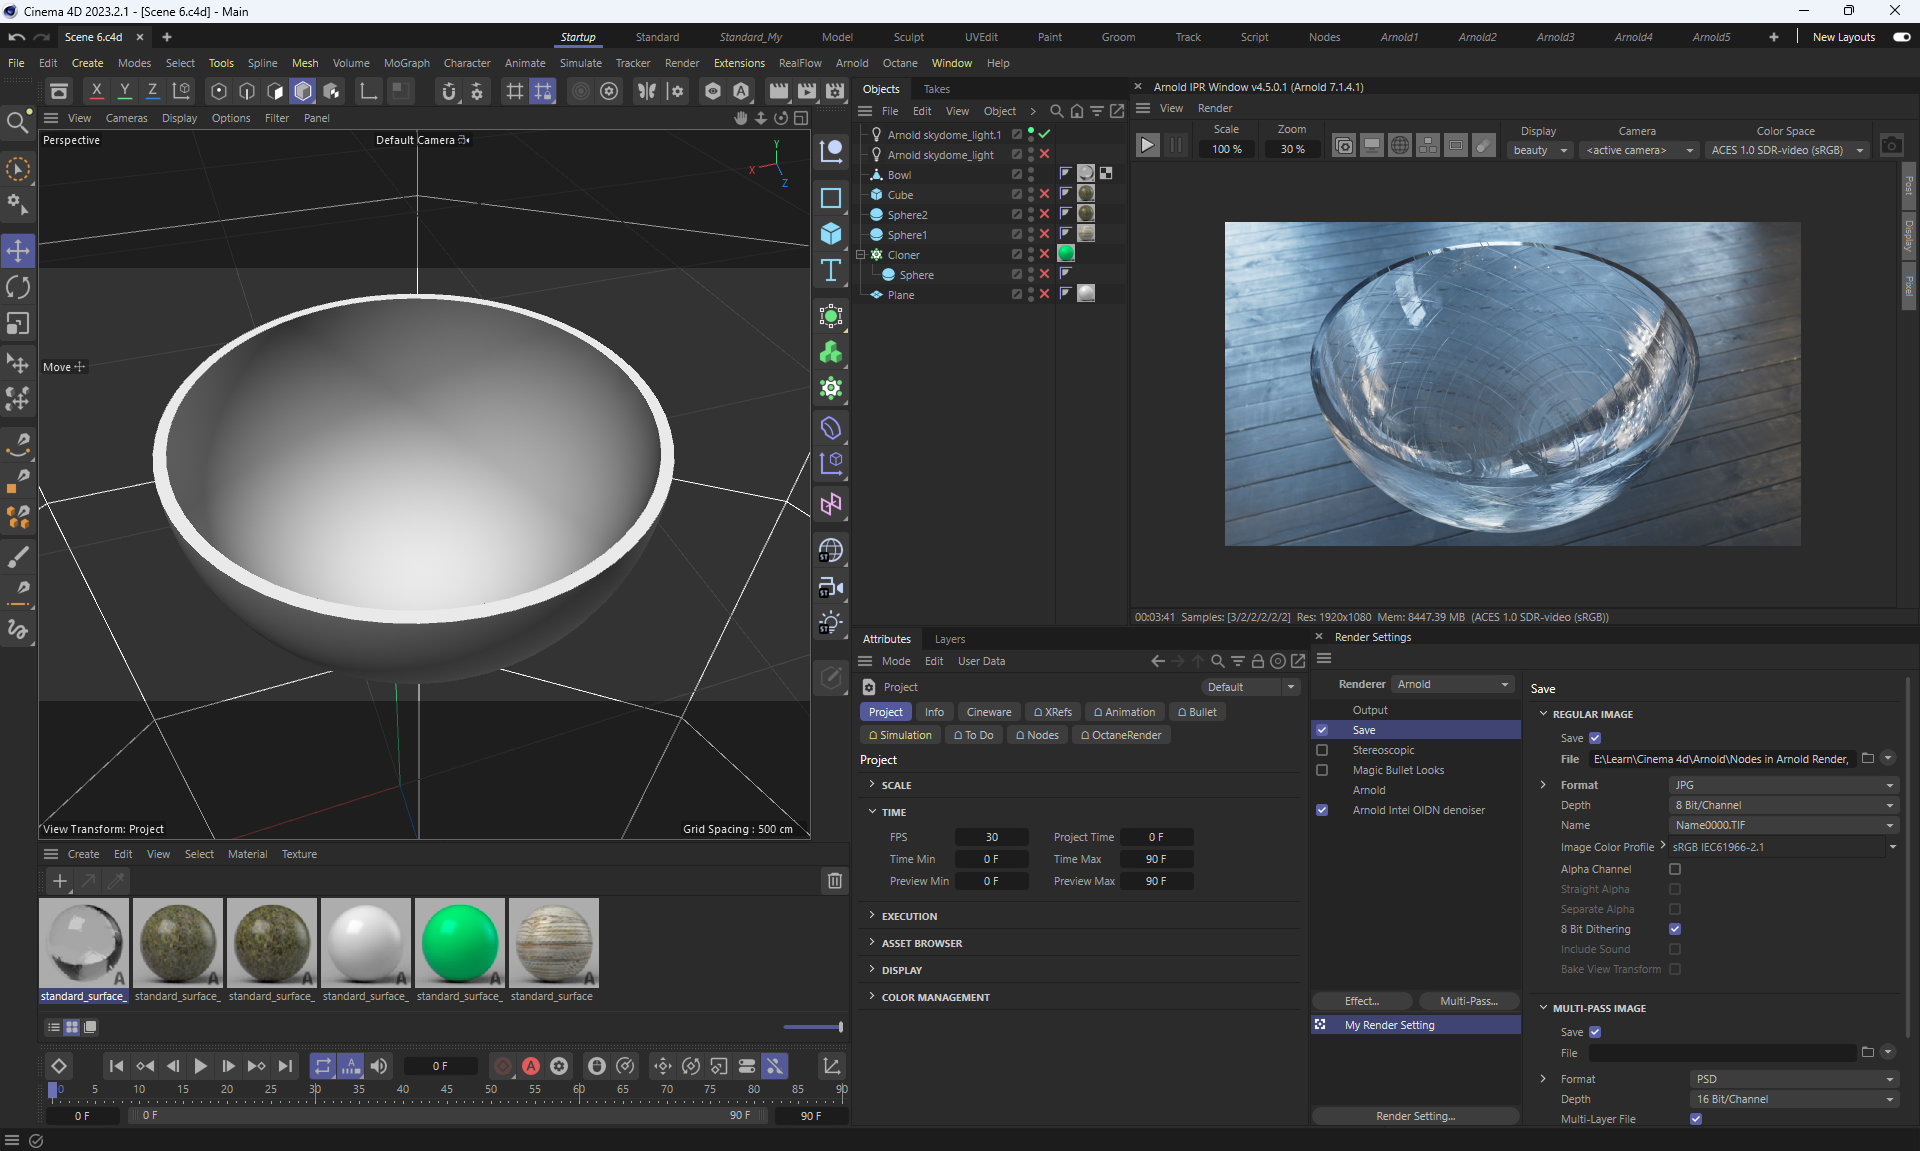 Cinema 4D 2023.2.1 - [Scene 6.c4d] - Main
Scene 6.c4d
Startup Standard Standard_My Model Sculpt UVEdit Paint Track Groom Script Nodes Arnold1 Arnold2 Arnold3 Arnold4 Arnold5 New Layouts
File Edit Create Modes Select Tools Spline Mesh Volume MoGraph Character Animate Simulate Tracker Render Extensions RealFlow Arnold Octane Window Help
X Y Z
View Cameras Display Options Filter Panel
Perspective
Default Camera
Y
X
Z
Move
View Transform: Project
Grid Spacing : 500 cm
ST
ST
ST
Objects Takes
File Edit View Object
Arnold skydome_light.1
Arnold skydome_light
Bowl
Cube
Sphere2
Sphere1
Cloner
Sphere
Plane
Arnold IPR Window v4.5.0.1 (Arnold 7.1.4.1)
View Render
Scale Zoom Display Camera Color Space
100 % 30 % beauty <active camera> ACES 1.0 SDR-video (sRGB)
Post
Display
Pixel
00:03:41 Samples: [3/2/2/2/2/2] Res: 1920x1080 Mem: 8447.39 MB (ACES 1.0 SDR-video (sRGB))
Attributes Layers
Mode Edit User Data
Project Default
Project Info Cineware XRefs Animation Bullet
Simulation To Do Nodes OctaneRender
Project
SCALE
TIME
FPS 30 Project Time 0 F
Time Min 0 F Time Max 90 F
Preview Min 0 F Preview Max 90 F
EXECUTION
ASSET BROWSER
DISPLAY
COLOR MANAGEMENT
Render Settings
Renderer Arnold
Output
Save
Stereoscopic
Magic Bullet Looks
Arnold
Arnold Intel OIDN denoiser
Effect... Multi-Pass...
My Render Setting
Render Setting...
Save
REGULAR IMAGE
Save
File E:\Learn\Cinema 4d\Arnold\Nodes in Arnold Render,
Format JPG
Depth 8 Bit/Channel
Name Name0000.TIF
Image Color Profile sRGB IEC61966-2.1
Alpha Channel
Straight Alpha
Separate Alpha
8 Bit Dithering
Include Sound
Bake View Transform
MULTI-PASS IMAGE
Save
File
Format PSD
Depth 16 Bit/Channel
Multi-Layer File
Create Edit View Select Material Texture
A A A A A A
standard_surface_ standard_surface_ standard_surface_ standard_surface_ standard_surface_ standard_surface
0 F
0 5 10 15 20 25 30 35 40 45 50 55 60 65 70 75 80 85 90
0 F 0 F 90 F 90 F